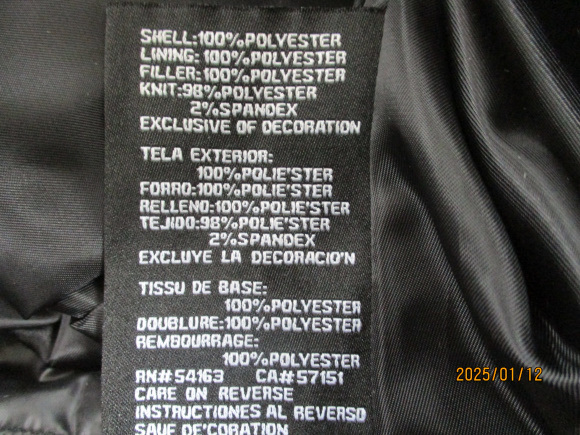 SHELL:100%POLYESTER
LINING:100%POLYESTER
FILLER:100%POLYESTER
KNIT:98%POLYESTER
2%SPANDEX
EXCLUSIVE OF DECORATION
TELA EXTERIOR:
100%POLIE'STER
FORRO:100%POLIE'STER
RELLENO:100%POLIE'STER
TEJIDO:98%POLIE'STER
2%SPANDEX
EXCLUYE LA DECORACIO'N
TISSU DE BASE:
100%POLYESTER
DOUBLURE:100%POLYESTER
REMBOURRAGE:
100%POLYESTER
RN#54163 CA#57151
CARE ON REVERSE
INSTRUCTIONES AL REVERSO
SAUF DE'CORATION
2025/01/12